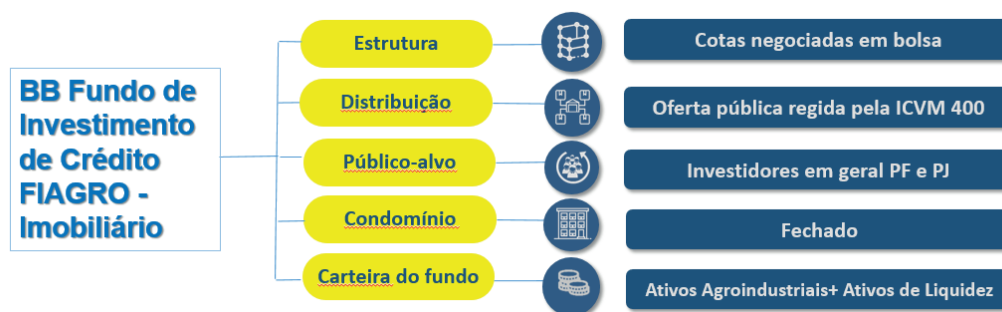 BB Fundo de
Investimento
de Crédito
FIAGRO -
Imobiliário
Estrutura
Cotas negociadas em bolsa
Distribuição
Oferta pública regida pela ICVM 400
Público-alvo
Investidores em geral PF e PJ
Condomínio
Fechado
Carteira do fundo
Ativos Agroindustriais+ Ativos de Liquidez